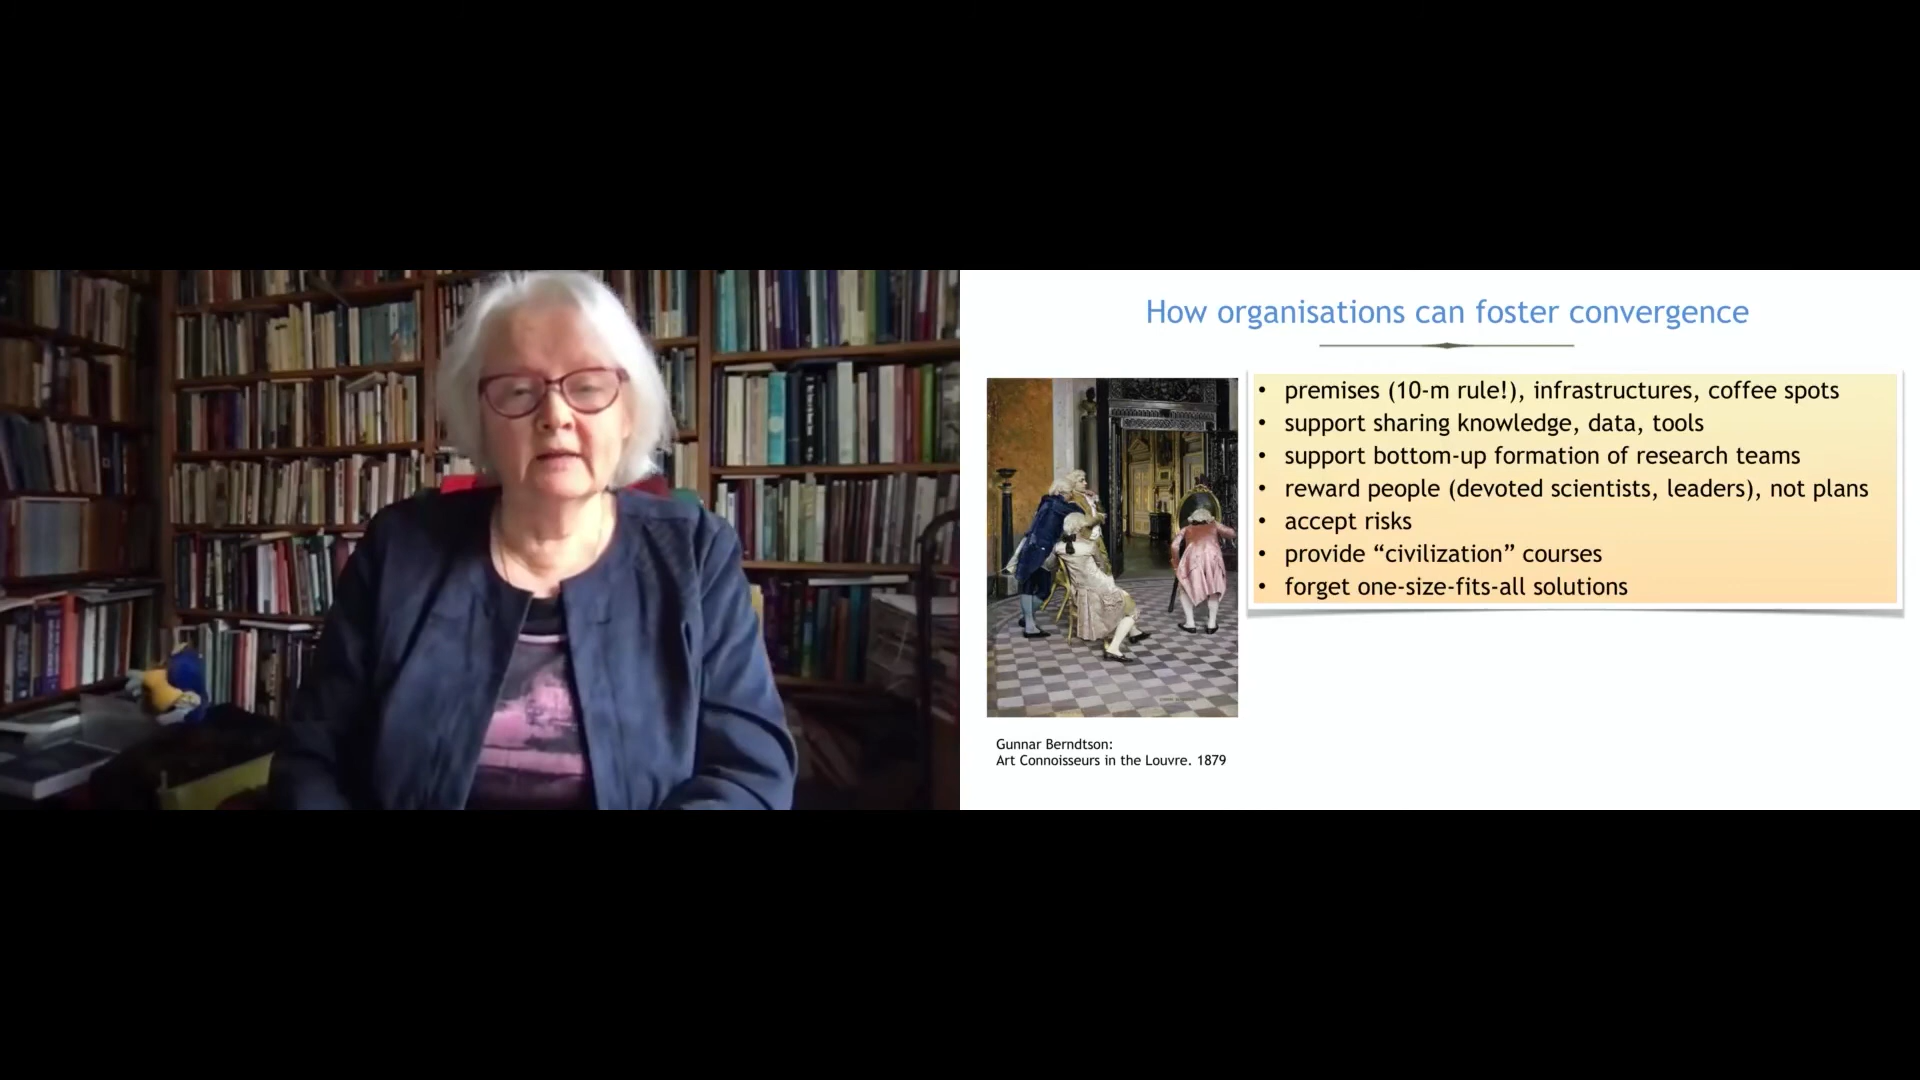 How organisations can foster convergence
• premises (10-m rule!), infrastructures, coffee spots
• support sharing knowledge, data, tools
• support bottom-up formation of research teams
• reward people (devoted scientists, leaders), not plans
• accept risks
• provide “civilization” courses
• forget one-size-fits-all solutions
Gunnar Berndtson:
Art Connoisseurs in the Louvre. 1879